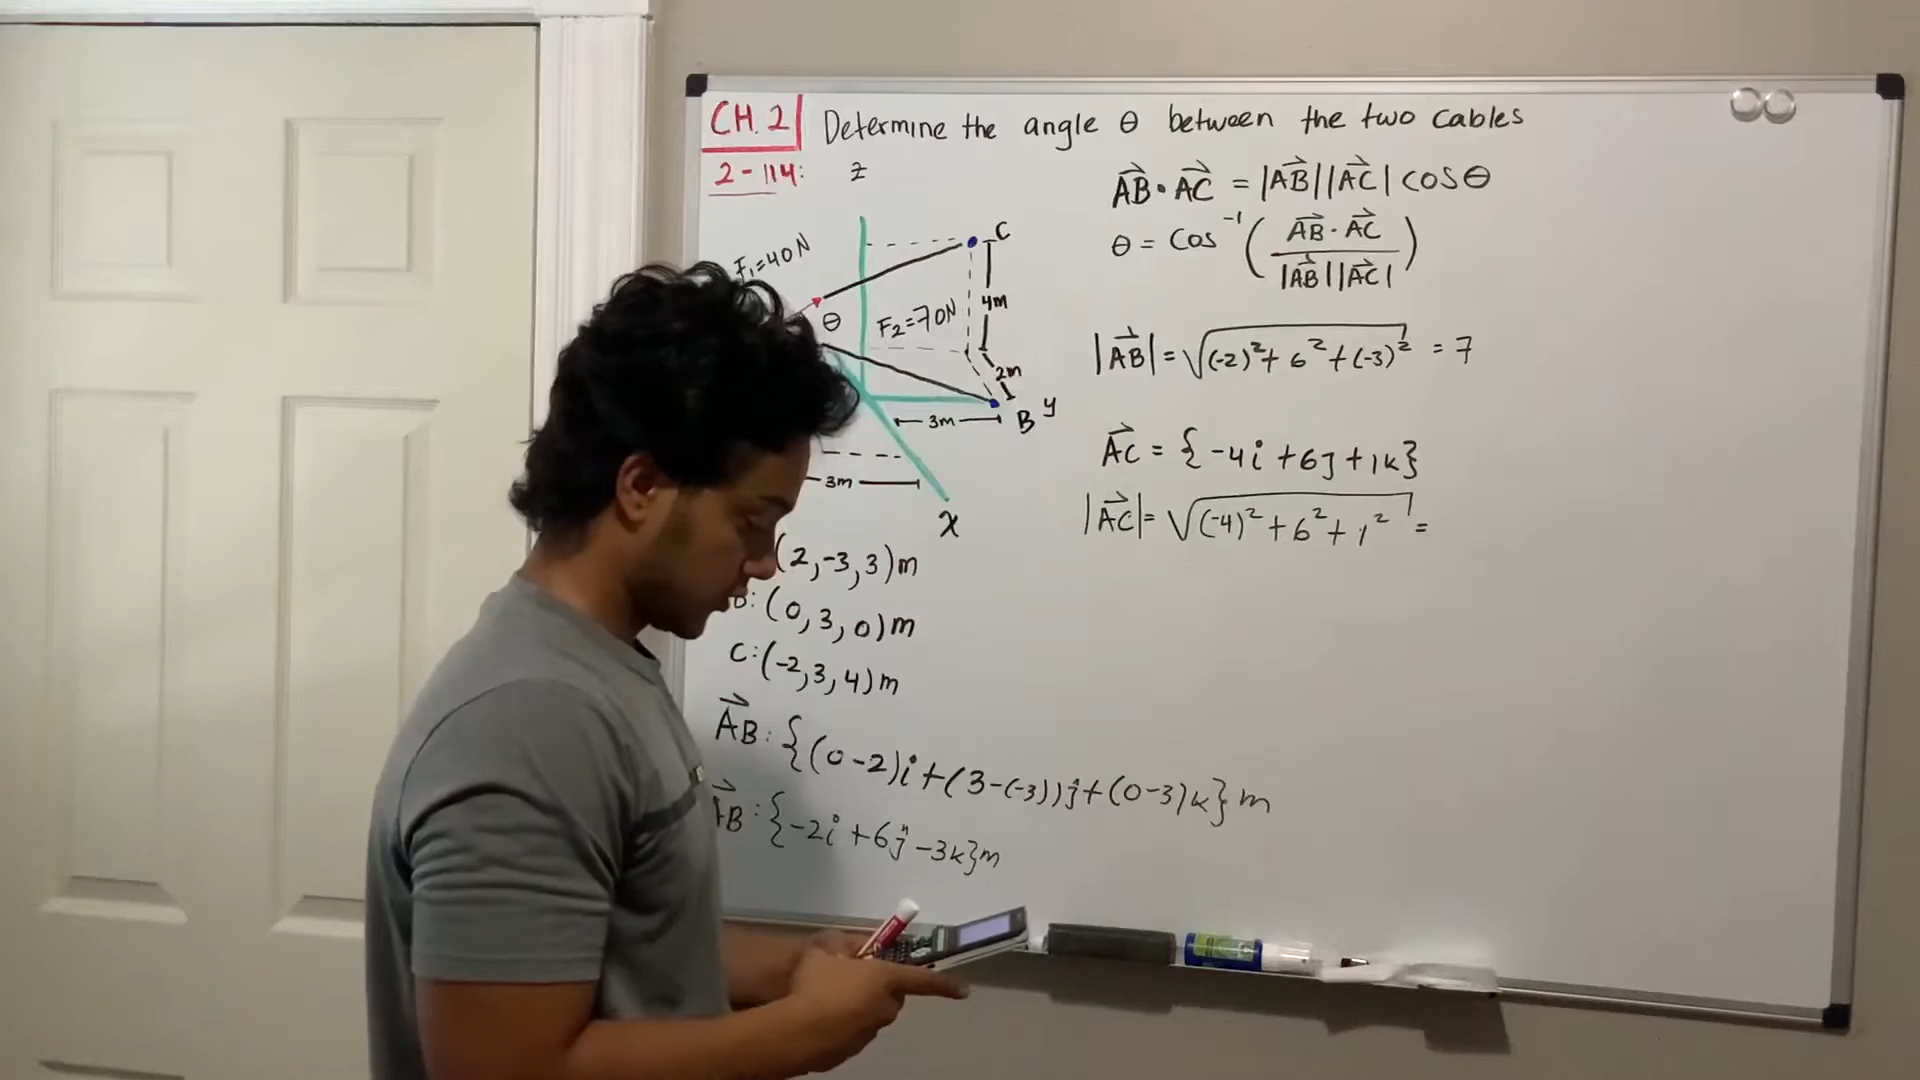 CH. 2 Determine the angle θ between the two cables
2-114:
z
F₁=40N
C
θ
F₂=70N
4m
2m
3m
B
y
3m
x
(2,-3,3)m
B: (0,3,0)m
C:(-2,3,4)m
AB: {(0-2)i+(3-(-3))j+(0-3)k}m
AB: {-2i+6j-3k}m
AB · AC = |AB||AC| cosθ
θ = cos⁻¹(AB · AC / |AB||AC|)
|AB| = √(-2)²+6²+(-3)² = 7
AC = {-4i+6j+1k}
|AC| = √(-4)²+6²+1² =